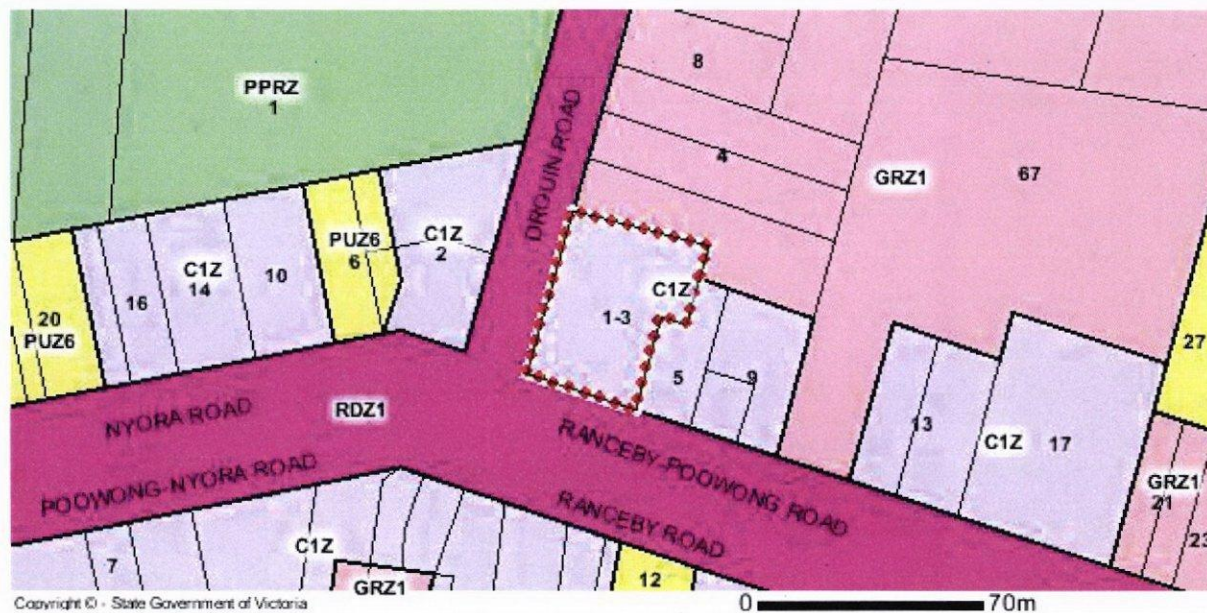 PPRZ
1
8
4
GRZ1
67
DROUIN ROAD
PUZ6
6
C1Z
2
C1Z
14
10
16
20
PUZ6
C1Z
1-3
5
9
27
13
C1Z
17
GRZ1
21
23
NYORA ROAD
RDZ1
RANCEBY-POOWONG ROAD
POOWONG-NYORA ROAD
RANCEBY ROAD
C1Z
7
GRZ1
12
Copyright © - State Government of Victoria
0 70m